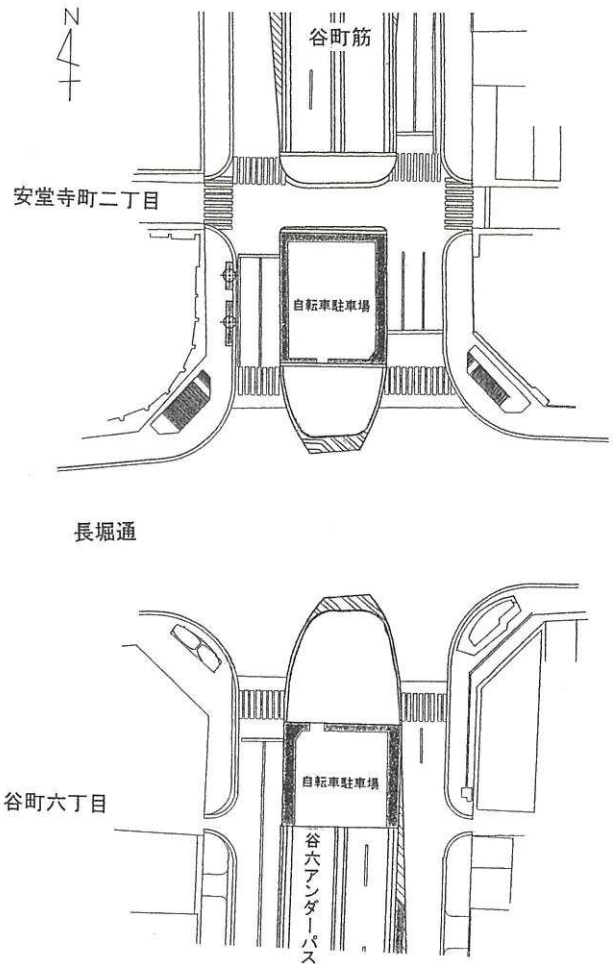 N
谷町筋
安堂寺町二丁目
自転車駐車場
長堀通
谷町六丁目
自転車駐車場
谷六アンダーパス